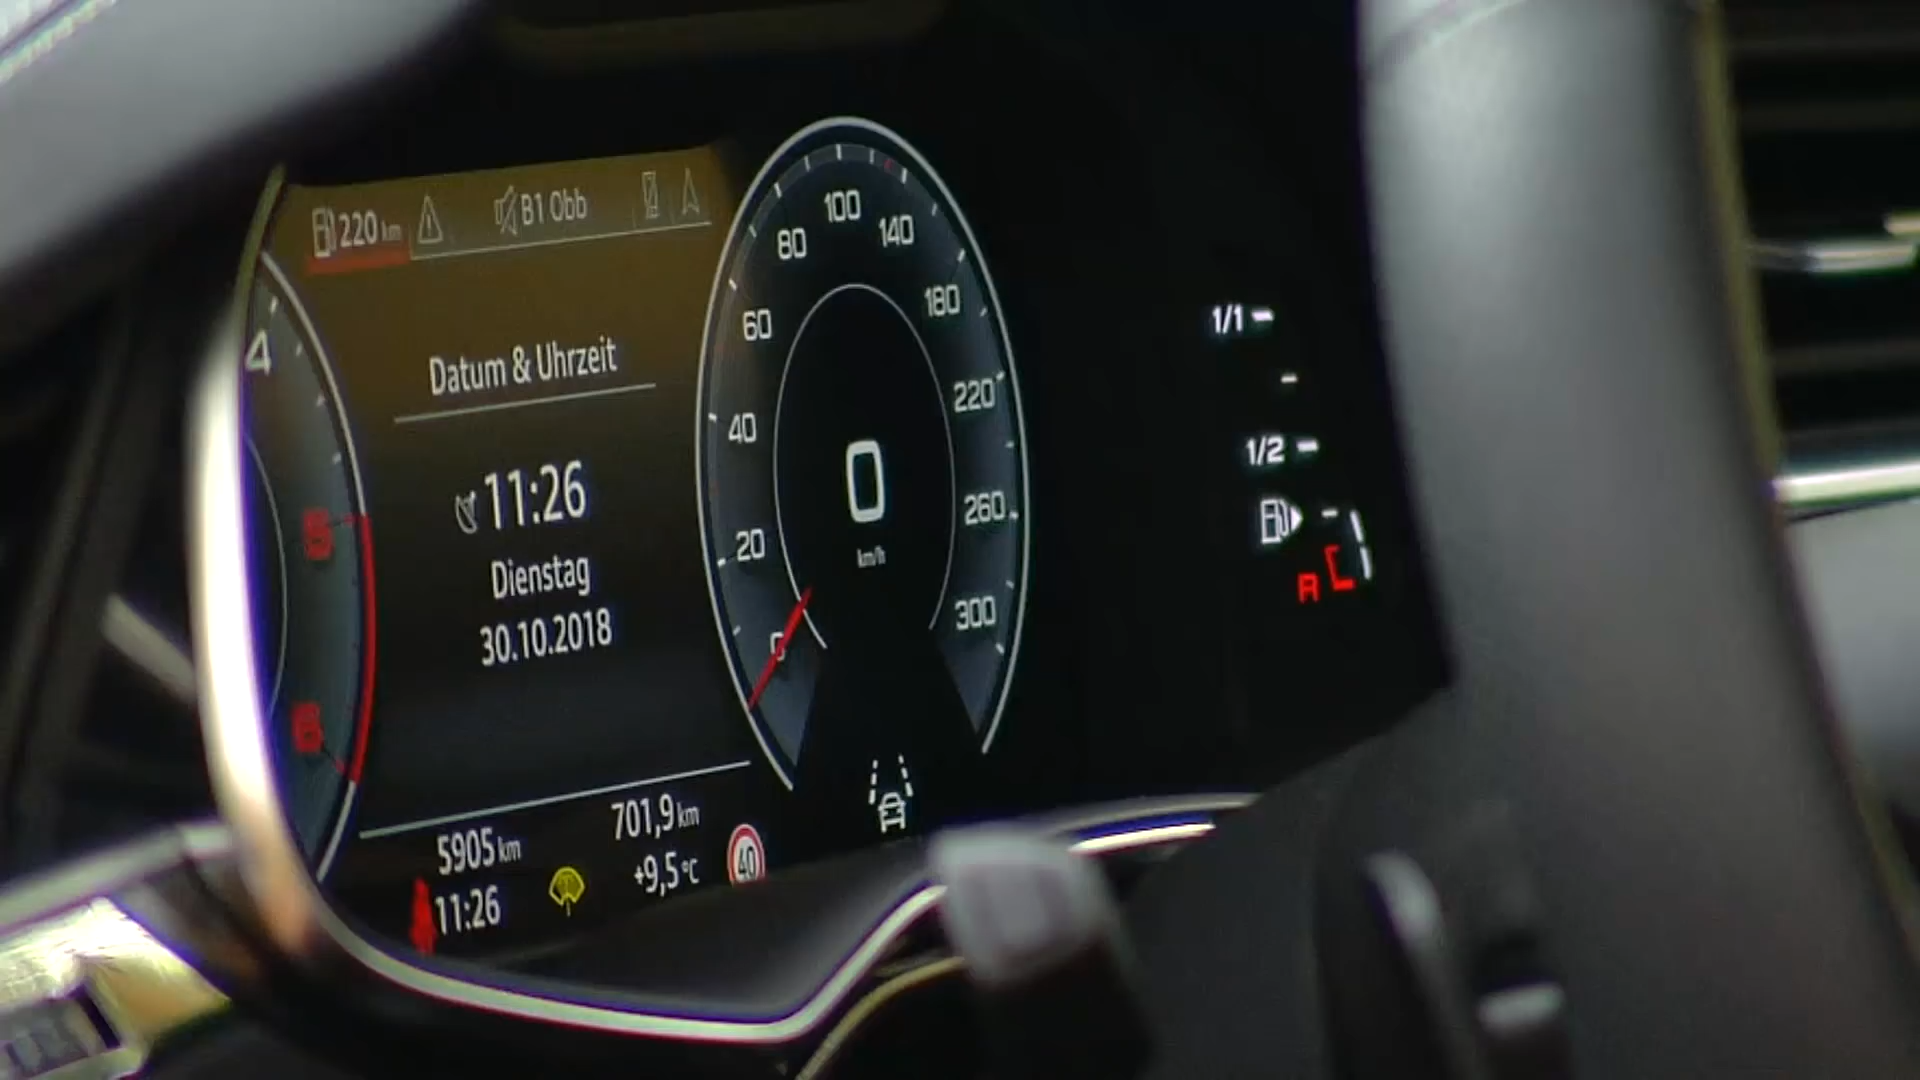 220 km
B1 Obb
Datum & Uhrzeit
11:26
Dienstag
30.10.2018
5905 km
701,9 km
11:26
+9,5 °C
40
4
5
6
0
20
40
60
80
100
140
180
220
260
300
0
km/h
1/1
1/2
R